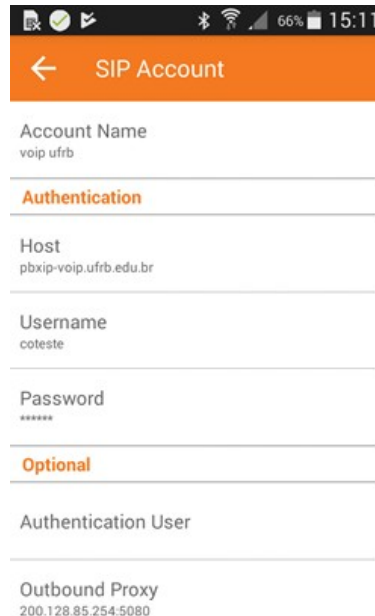 66% 15:11
SIP Account
Account Name
voip ufrb
Authentication
Host
pbxip-voip.ufrb.edu.br
Username
coteste
Password
******
Optional
Authentication User
Outbound Proxy
200.128.85.254:5080